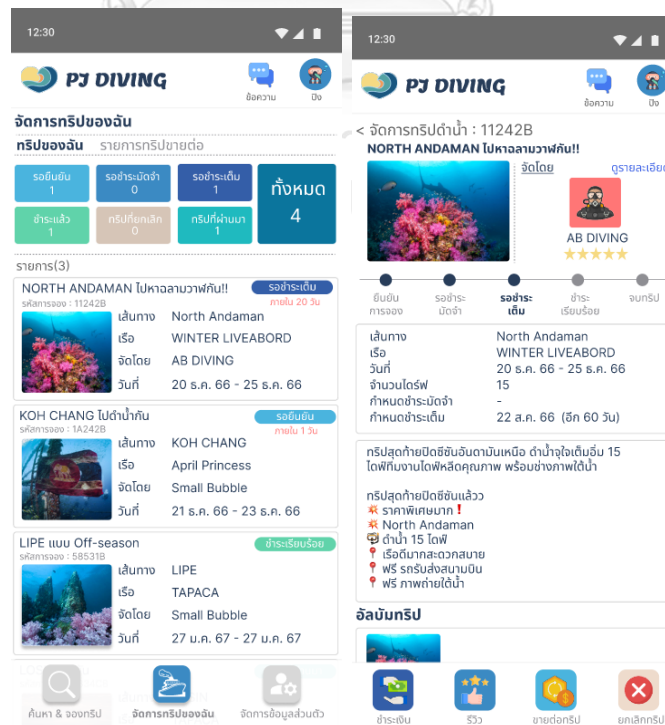 12:30
PJ DIVING
ข้อความ
ปิง
จัดการทริปของฉัน
ทริปของฉัน รายการทริปขายต่อ
รอยืนยัน
1
รอชำระมัดจำ
0
รอชำระเต็ม
1
ทั้งหมด
4
ชำระแล้ว
1
ทริปที่ยกเลิก
0
ทริปที่ผ่านมา
1
รายการ(3)
NORTH ANDAMAN ไปหาฉลามวาฬกัน!!
รอชำระเต็ม
รหัสการจอง : 11242B
ภายใน 20 วัน
เส้นทาง North Andaman
เรือ WINTER LIVEABORD
จัดโดย AB DIVING
วันที่ 20 ธ.ค. 66 - 25 ธ.ค. 66
KOH CHANG ไปดำน้ำกัน
รอยืนยัน
รหัสการจอง : 1A242B
ภายใน 1 วัน
เส้นทาง KOH CHANG
เรือ April Princess
จัดโดย Small Bubble
วันที่ 21 ธ.ค. 66 - 23 ธ.ค. 66
LIPE แบบ Off-season
ชำระเรียบร้อย
รหัสการจอง : 58531B
เส้นทาง LIPE
เรือ TAPACA
จัดโดย Small Bubble
วันที่ 27 ม.ค. 67 - 27 ม.ค. 67
ค้นหา & จองทริป
จัดการทริปของฉัน
จัดการข้อมูลส่วนตัว
12:30
PJ DIVING
ข้อความ
ปิง
< จัดการทริปดำน้ำ : 11242B
NORTH ANDAMAN ไปหาฉลามวาฬกัน!!
จัดโดย
ดูรายละเอียด
AB DIVING
ยืนยัน
การจอง
รอชำระ
มัดจำ
รอชำระ
เต็ม
ชำระ
เรียบร้อย
จบทริป
เส้นทาง North Andaman
เรือ WINTER LIVEABORD
วันที่ 20 ธ.ค. 66 - 25 ธ.ค. 66
จำนวนไดร์ฟ 15
กำหนดชำระมัดจำ -
กำหนดชำระเต็ม 22 ส.ค. 66 (อีก 60 วัน)
ทริปสุดท้ายปิดซีซันอันดามันเหนือ ดำน้ำจุใจเต็มอิ่ม 15
ไดฟ์ทีมงานไดฟ์หลีดคุณภาพ พร้อมช่างภาพใต้น้ำ
ทริปสุดท้ายปิดซีซันแล้วว
💥 ราคาพิเศษมาก❗
💥 North Andaman
🤿 ดำน้ำ 15 ไดฟ์
📍 เรือดีมากสะดวกสบาย
📍 ฟรี รถรับส่งสนามบิน
📍 ฟรี ภาพถ่ายใต้น้ำ
อัลบัมทริป
ชำระเงิน
รีวิว
ขายต่อทริป
ยกเลิกทริป